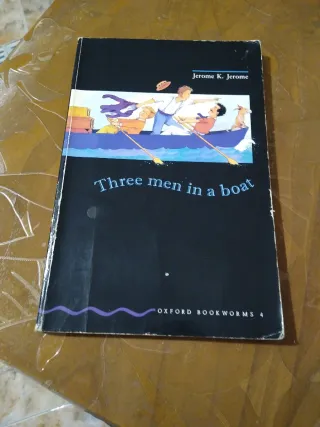 Jerome K. Jerome
Three men in a boat
OXFORD BOOKWORMS 4